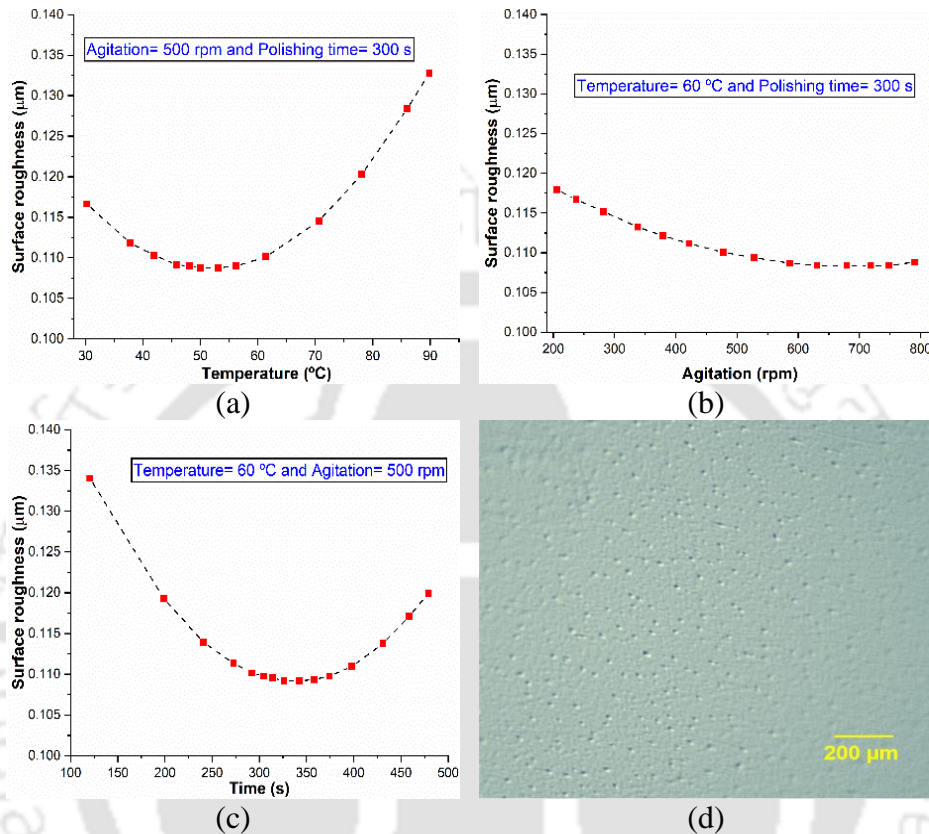 0.140
0.135
0.130
0.125
0.120
0.115
0.110
0.105
0.100
Surface roughness (μm)
Agitation= 500 rpm and Polishing time= 300 s
30 40 50 60 70 80 90
Temperature (ºC)
(a)
0.140
0.135
0.130
0.125
0.120
0.115
0.110
0.105
0.100
Surface roughness (μm)
Temperature= 60 ºC and Polishing time= 300 s
200 300 400 500 600 700 800
Agitation (rpm)
(b)
0.140
0.135
0.130
0.125
0.120
0.115
0.110
0.105
0.100
Surface roughness (μm)
Temperature= 60 ºC and Agitation= 500 rpm
100 150 200 250 300 350 400 450 500
Time (s)
(c)
200 μm
(d)